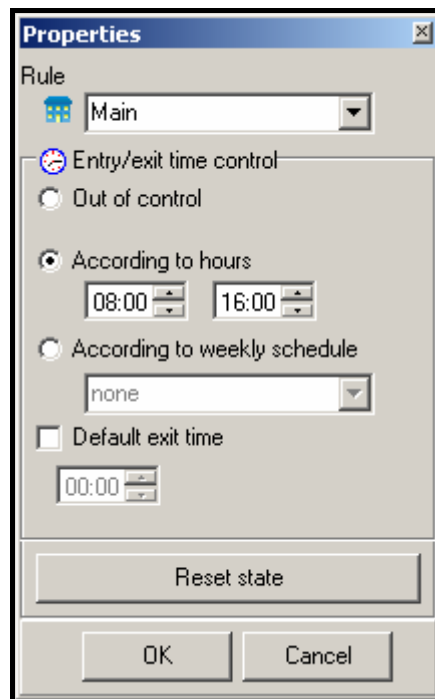 Properties
Rule
Main
Entry/exit time control
Out of control
According to hours
08:00 16:00
According to weekly schedule
none
Default exit time
00:00
Reset state
OK Cancel